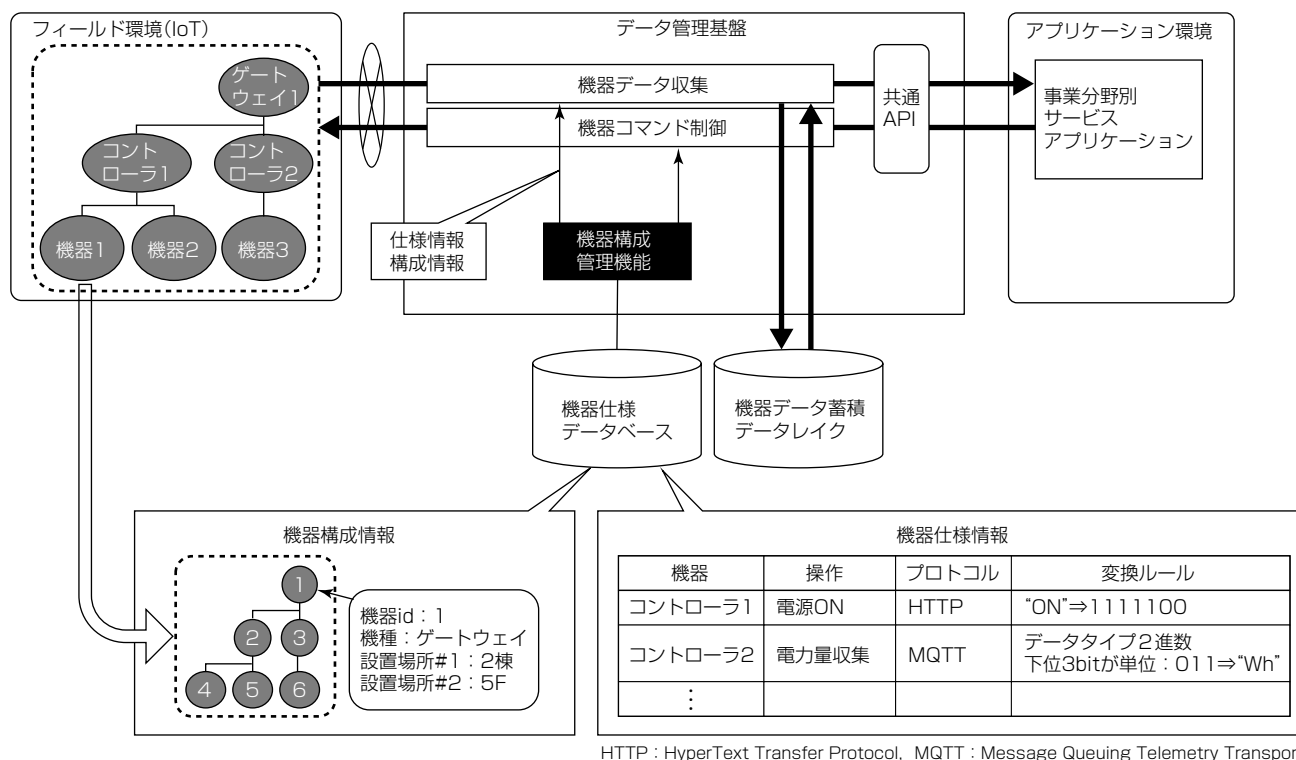 フィールド環境(IoT)
ゲート
ウェイ1
コント
ローラ1
コント
ローラ2
機器1
機器2
機器3
データ管理基盤
機器データ収集
機器コマンド制御
共通
API
仕様情報
構成情報
機器構成
管理機能
アプリケーション環境
事業分野別
サービス
アプリケーション
機器仕様
データベース
機器データ蓄積
データレイク
機器構成情報
1
2
3
4
5
6
機器id：1
機種：ゲートウェイ
設置場所#1：2棟
設置場所#2：5F
機器仕様情報
機器 操作 プロトコル 変換ルール
コントローラ1 電源ON HTTP “ON”⇒1111100
コントローラ2 電力量収集 MQTT データタイプ2進数
下位3bitが単位：011⇒“Wh”
⋮
HTTP：HyperText Transfer Protocol，MQTT：Message Queuing Telemetry Transport